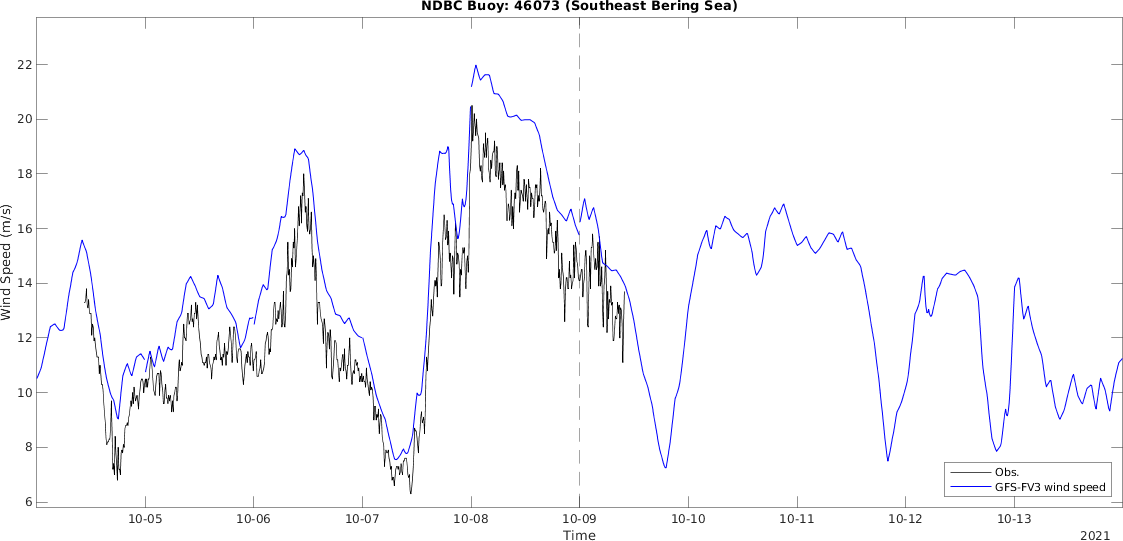 NDBC Buoy: 46073 (Southeast Bering Sea)
Wind Speed (m/s)
22
20
18
16
14
12
10
8
6
10-05 10-06 10-07 10-08 10-09 10-10 10-11 10-12 10-13
Time
2021
Obs.
GFS-FV3 wind speed